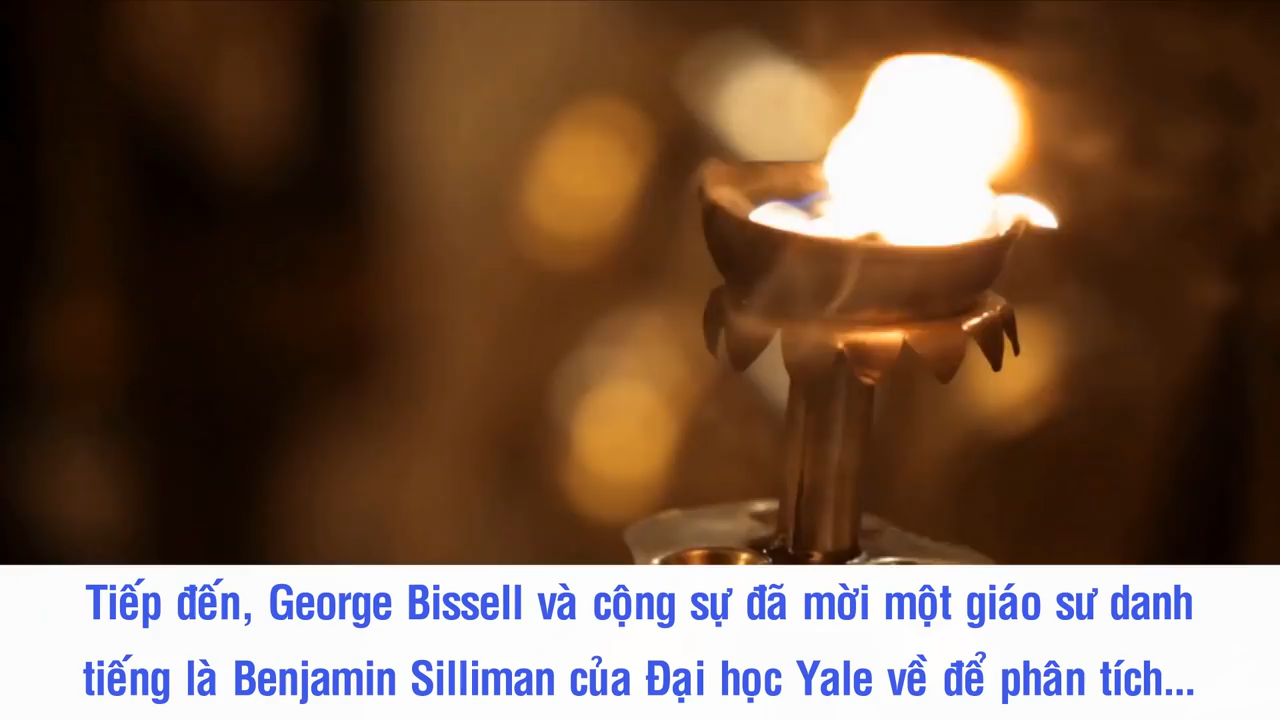 Tiếp đến, George Bissell và cộng sự đã mời một giáo sư danh
tiếng là Benjamin Silliman của Đại học Yale về để phân tích...